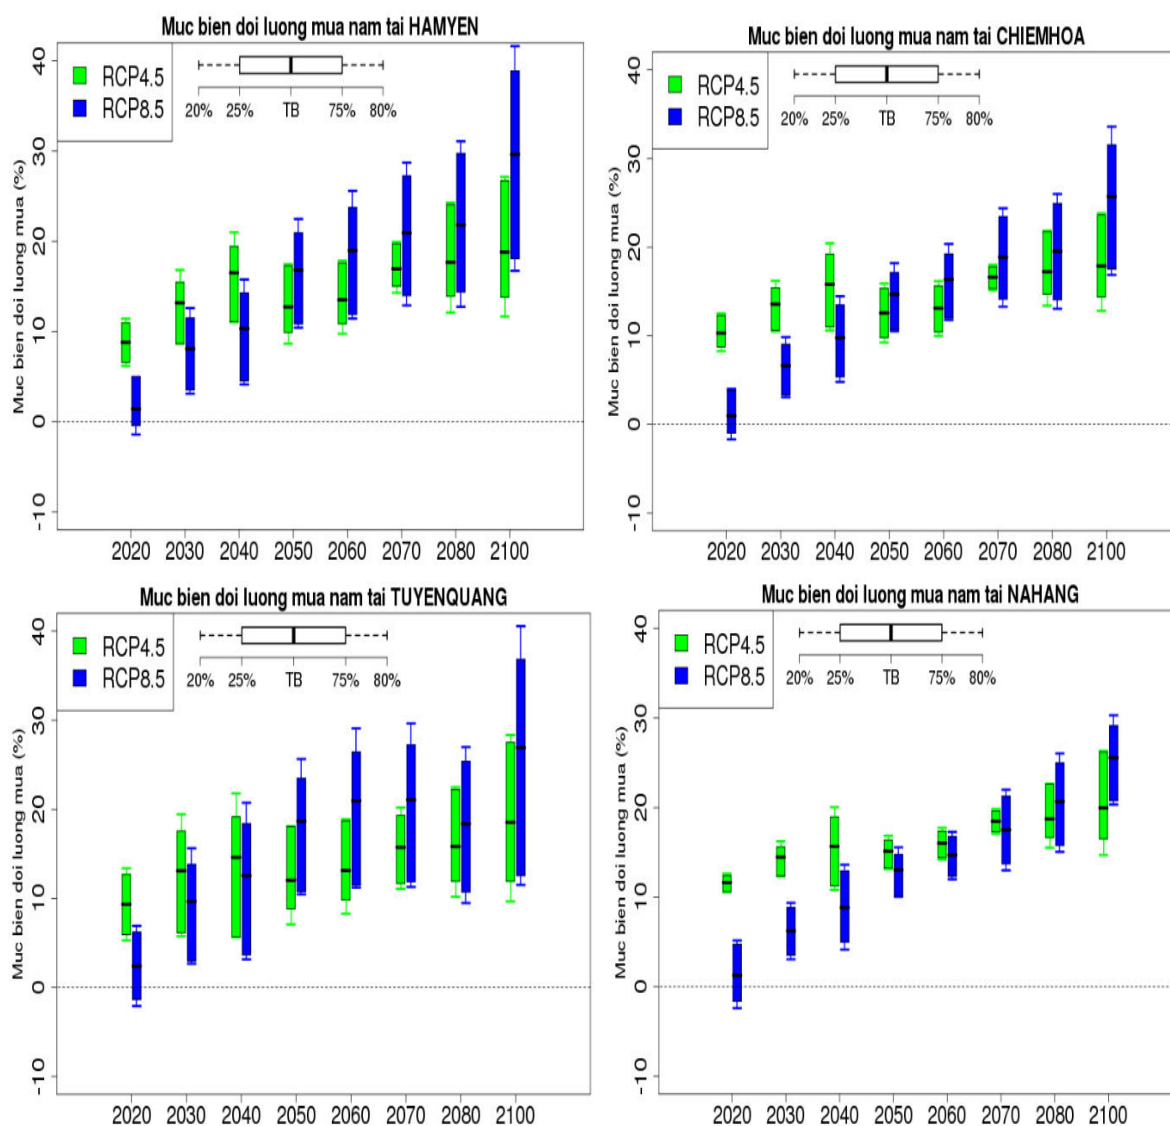 Muc bien doi luong mua nam tai HAMYEN
RCP4.5
RCP8.5
20% 25% TB 75% 80%
Muc bien doi luong mua (%)
40
30
20
10
0
-10
2020 2030 2040 2050 2060 2070 2080 2100
Muc bien doi luong mua nam tai CHIEMHOA
RCP4.5
RCP8.5
20% 25% TB 75% 80%
Muc bien doi luong mua (%)
40
30
20
10
0
-10
2020 2030 2040 2050 2060 2070 2080 2100
Muc bien doi luong mua nam tai TUYENQUANG
RCP4.5
RCP8.5
20% 25% TB 75% 80%
Muc bien doi luong mua (%)
40
30
20
10
0
-10
2020 2030 2040 2050 2060 2070 2080 2100
Muc bien doi luong mua nam tai NAHANG
RCP4.5
RCP8.5
20% 25% TB 75% 80%
Muc bien doi luong mua (%)
40
30
20
10
0
-10
2020 2030 2040 2050 2060 2070 2080 2100